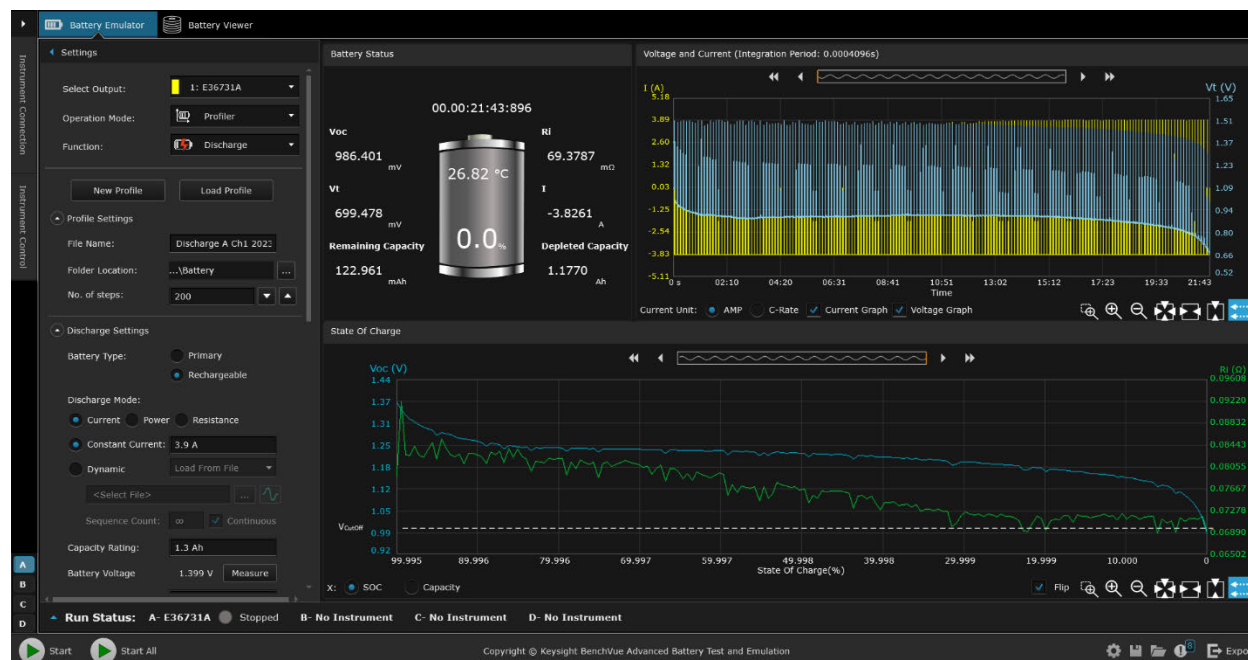 Battery Emulator
Battery Viewer
Instrument Connection
Instrument Control
Settings
Select Output:
1: E36731A
Operation Mode:
Profiler
Function:
Discharge
New Profile
Load Profile
Profile Settings
File Name:
Discharge A Ch1 2023
Folder Location:
...\Battery
...
No. of steps:
200
Discharge Settings
Battery Type:
Primary
Rechargeable
Discharge Mode:
Current Power Resistance
Constant Current:
3.9 A
Dynamic
Load From File
<Select File>
...
Sequence Count:
∞
Continuous
Capacity Rating:
1.3 Ah
Battery Voltage
1.399 V
Measure
A
B
C
D
Battery Status
00.00:21:43:896
Voc
986.401
mV
Vt
699.478
mV
Remaining Capacity
122.961
mAh
26.82 °C
0.0%
Ri
69.3787
mΩ
I
-3.8261
A
Depleted Capacity
1.1770
Ah
Voltage and Current (Integration Period: 0.0004096s)
I (A)
5.18
3.89
2.60
1.32
0.03
-1.25
-2.54
-3.83
-5.11
Vt (V)
1.65
1.51
1.37
1.23
1.09
0.94
0.80
0.66
0.52
0 s 02:10 04:20 06:31 08:41 10:51 13:02 15:12 17:23 19:33 21:43
Time
Current Unit: AMP C-Rate Current Graph Voltage Graph
State Of Charge
Voc (V)
1.44
1.37
1.31
1.25
1.18
1.12
1.05
0.99
0.92
VCutOff
Ri (Ω)
0.09608
0.09220
0.08832
0.08443
0.08055
0.07667
0.07278
0.06890
0.06502
99.995 89.996 79.996 69.997 59.997 49.998 39.998 29.999 19.999 10.000 0
State Of Charge(%)
X: SOC Capacity
Flip
Run Status: A- E36731A Stopped B- No Instrument C- No Instrument D- No Instrument
Start
Start All
Copyright © Keysight BenchVue Advanced Battery Test and Emulation
8
Expo